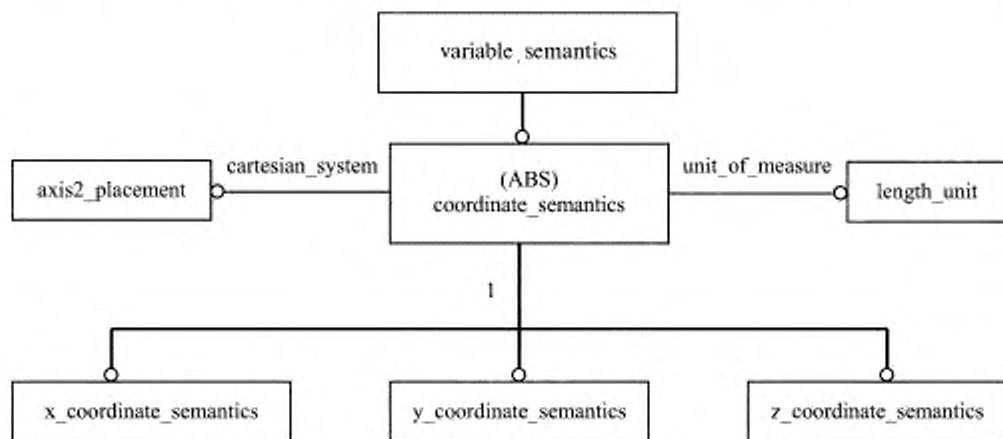 variable_semantics
cartesian_system
unit_of_measure
axis2_placement
(ABS)
coordinate_semantics
length_unit
1
x_coordinate_semantics
y_coordinate_semantics
z_coordinate_semantics